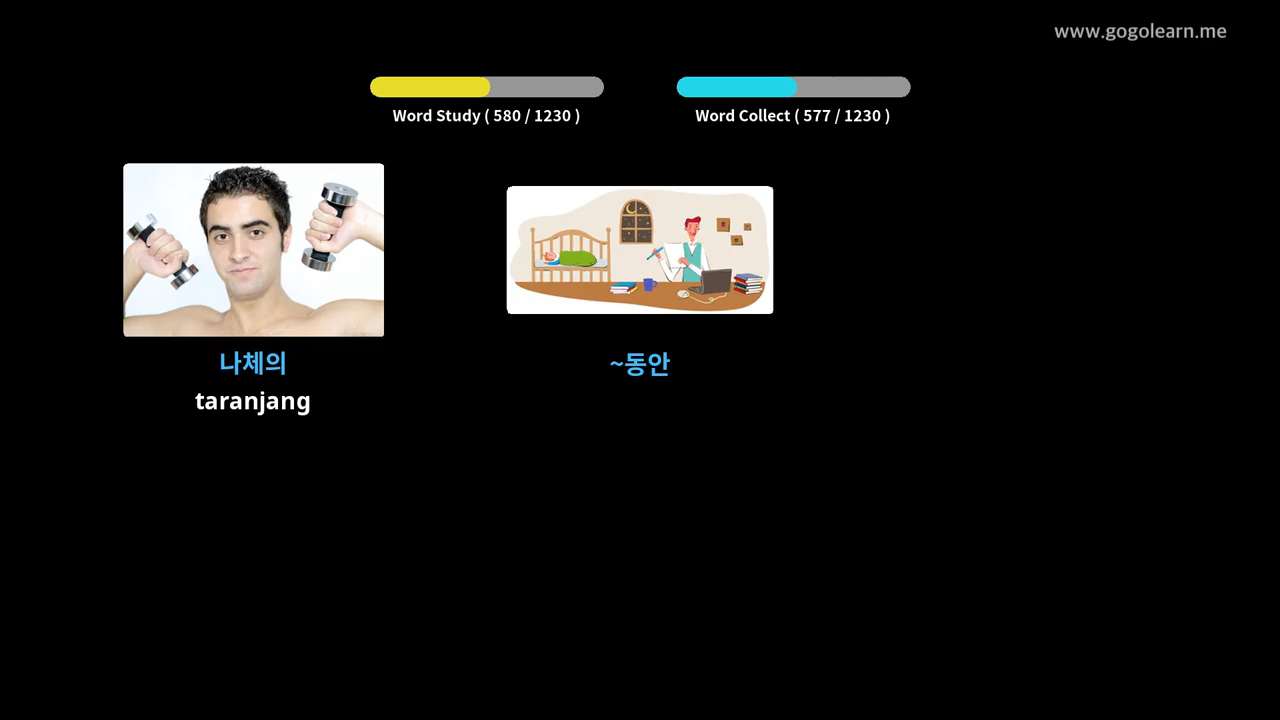 www.gogolearn.me
Word Study ( 580 / 1230 )
Word Collect ( 577 / 1230 )
나체의
taranjang
~동안